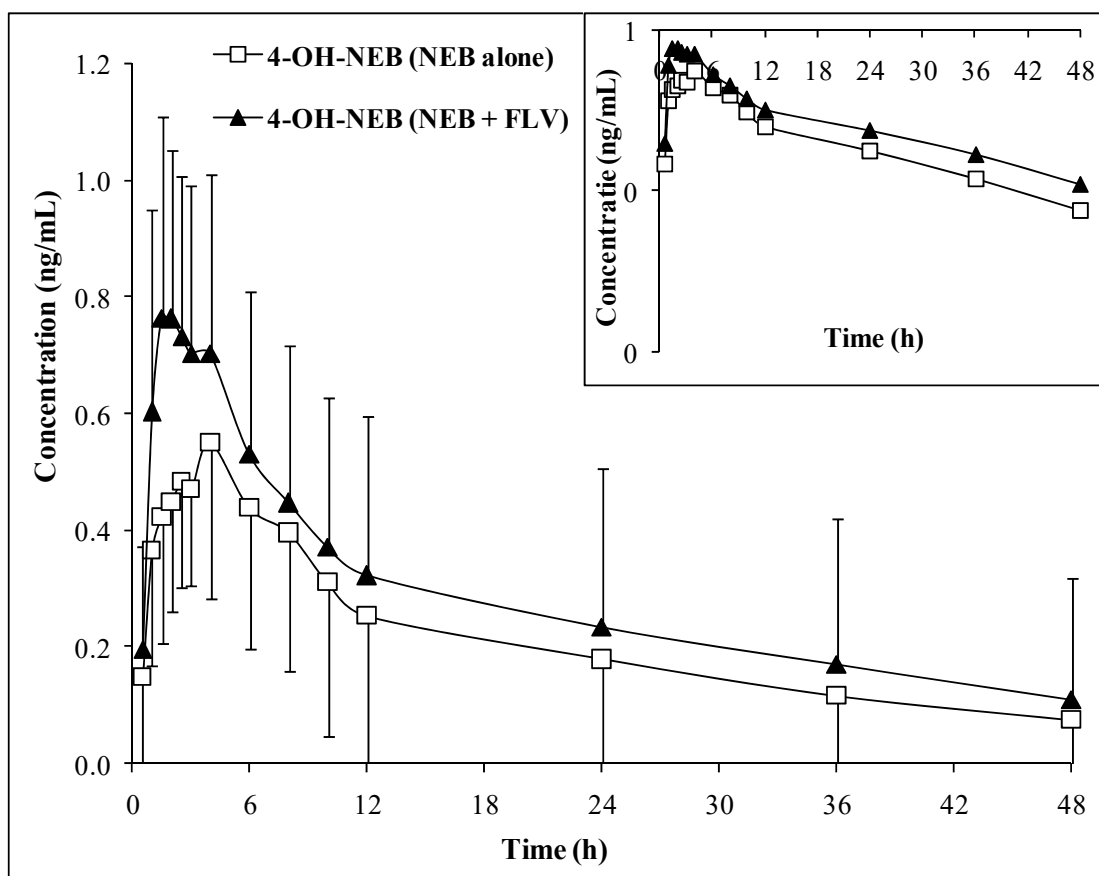 4-OH-NEB (NEB alone)
4-OH-NEB (NEB + FLV)
Concentration (ng/mL)
1.2
1.0
0.8
0.6
0.4
0.2
0.0
0 6 12 18 24 30 36 42 48
Time (h)
Concentratie (ng/mL)
1
0
0
0 6 12 18 24 30 36 42 48
Time (h)